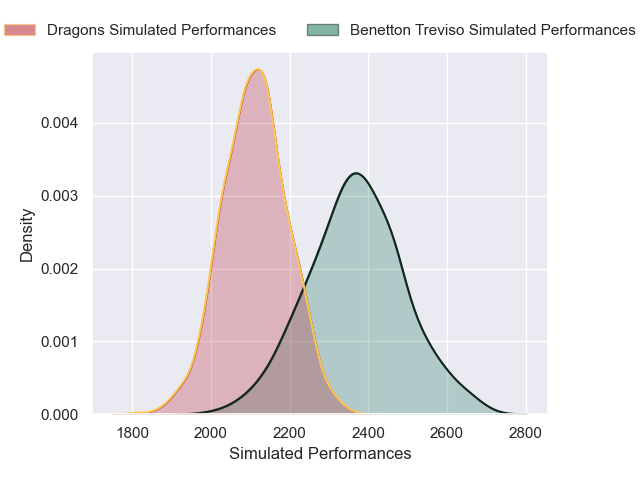 Dragons Simulated Performances
Benetton Treviso Simulated Performances
0.004
0.003
0.002
0.001
0.000
Density
1800
2000
2200
2400
2600
2800
Simulated Performances